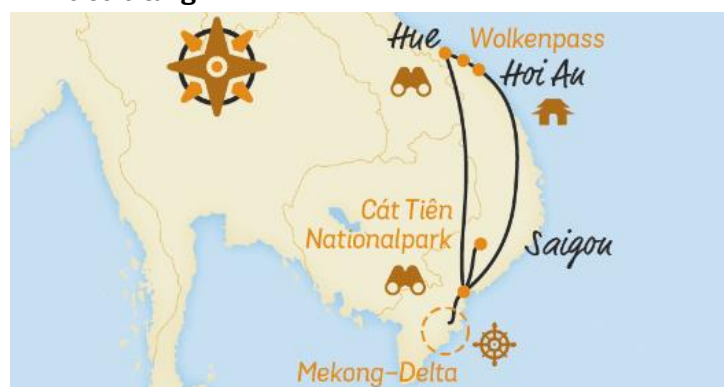 Hue
Wolkenpass
Hoi An
Cát Tiên
Nationalpark
Saigon
Mekong-Delta